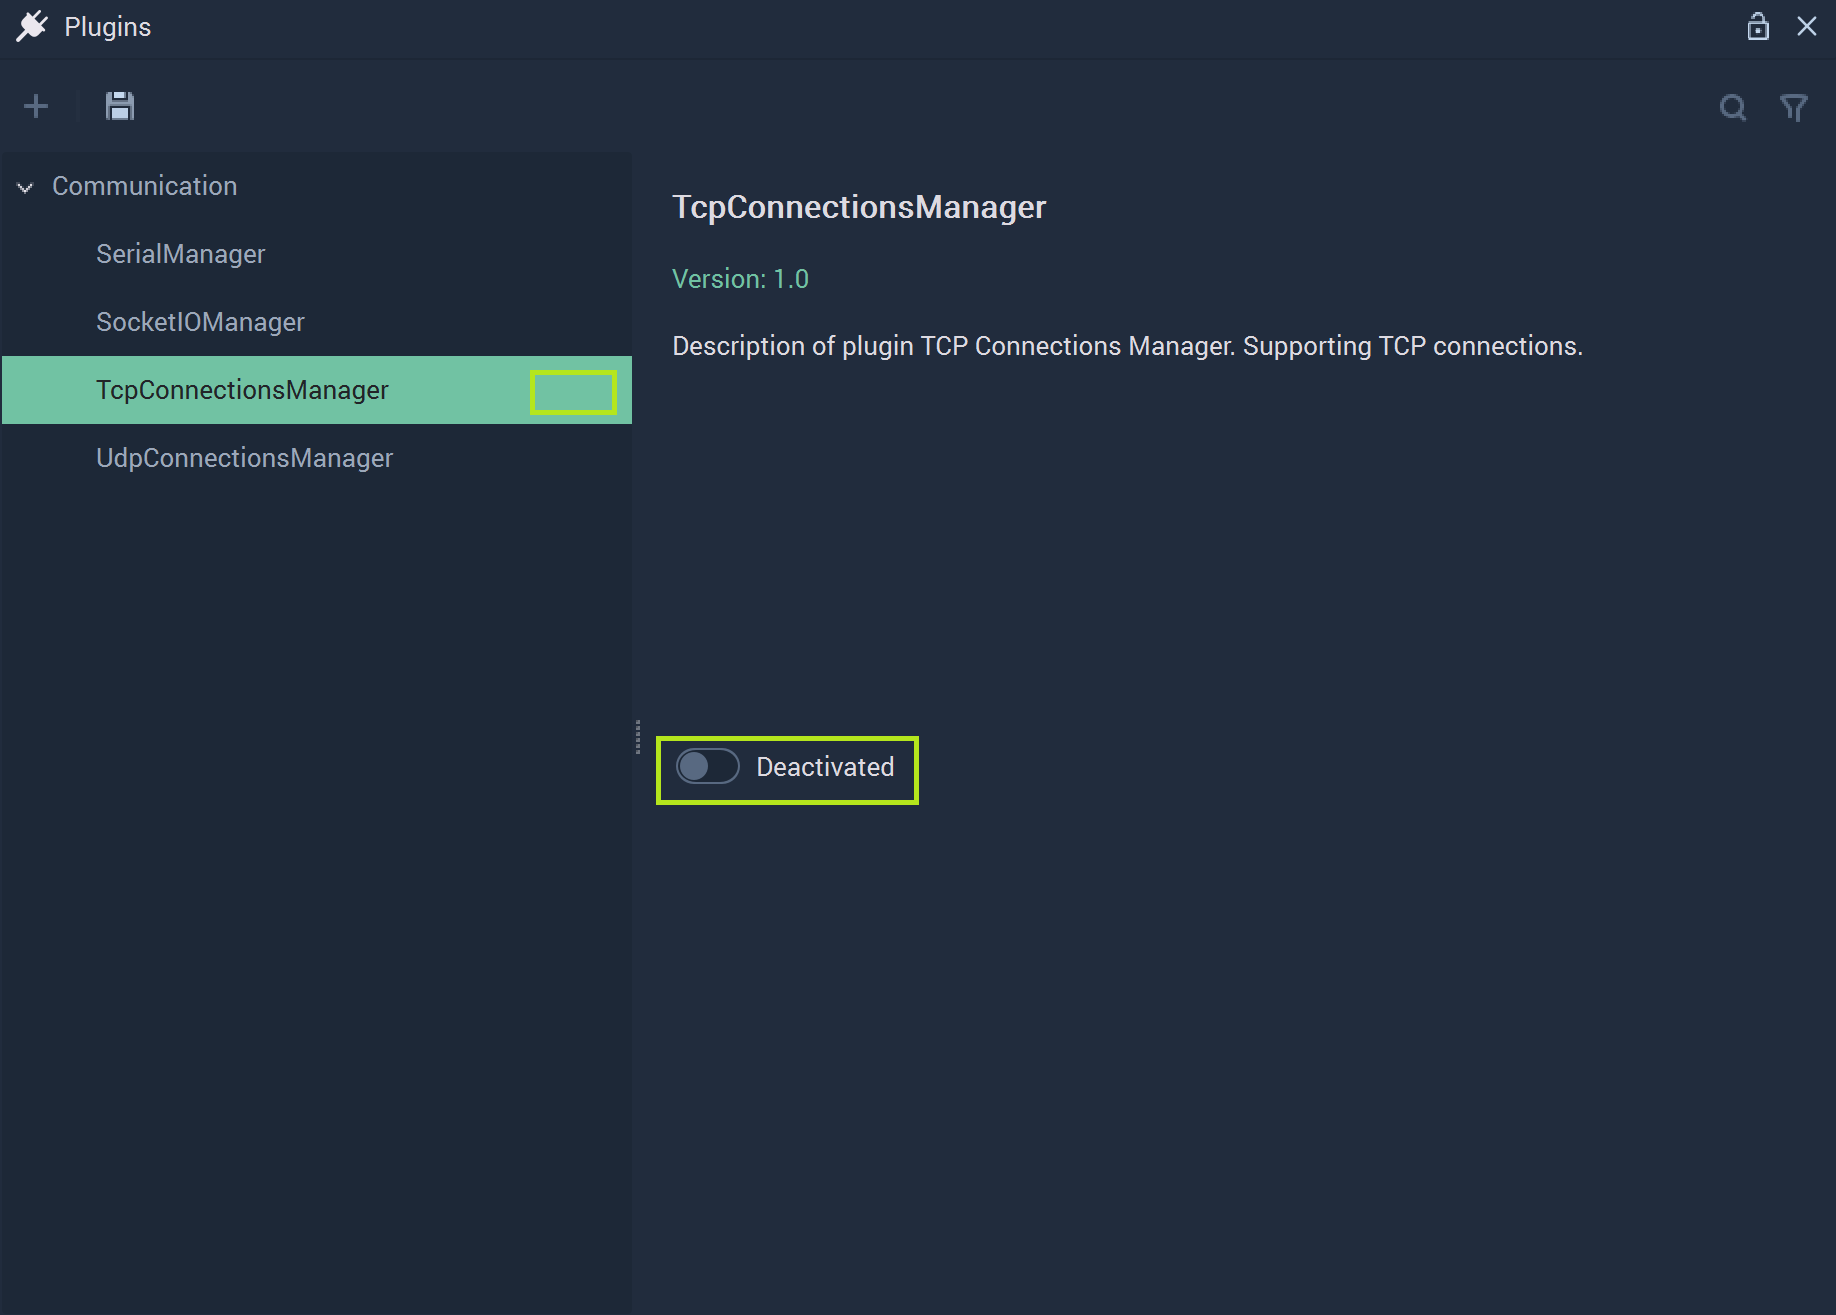 Plugins
Communication
SerialManager
SocketIOManager
TcpConnectionsManager
UdpConnectionsManager
TcpConnectionsManager
Version: 1.0
Description of plugin TCP Connections Manager. Supporting TCP connections.
Deactivated